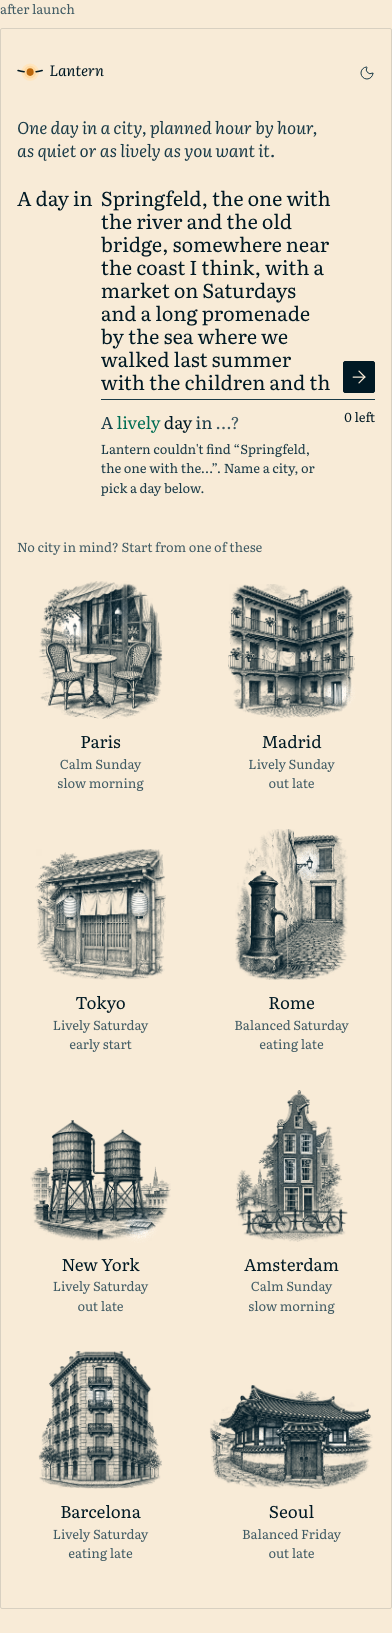 after launch
Lantern
One day in a city, planned hour by hour,
as quiet or as lively as you want it.
A day in Springfeld, the one with
the river and the old
bridge, somewhere near
the coast I think, with a
market on Saturdays
and a long promenade
by the sea where we
walked last summer
with the children and th
0 left
A lively day in …?
Lantern couldn't find “Springfeld,
the one with the…”. Name a city, or
pick a day below.
No city in mind? Start from one of these
Paris
Calm Sunday
slow morning
Madrid
Lively Sunday
out late
Tokyo
Lively Saturday
early start
Rome
Balanced Saturday
eating late
New York
Lively Saturday
out late
Amsterdam
Calm Sunday
slow morning
Barcelona
Lively Saturday
eating late
Seoul
Balanced Friday
out late